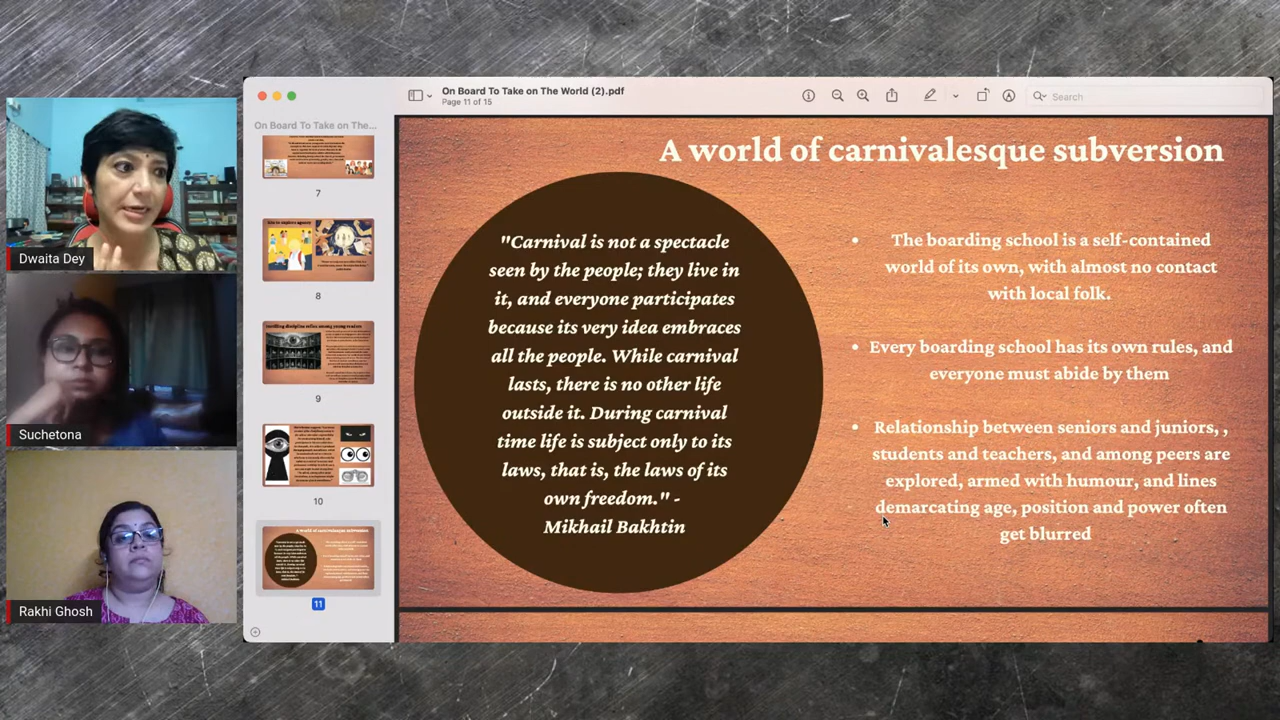 Dwaita Dey
Suchetona
Rakhi Ghosh
On Board To Take on The World (2).pdf
Page 11 of 15
Search
On Board To Take on The...
7
8
9
10
11
A world of carnivalesque subversion
"Carnival is not a spectacle
seen by the people; they live in
it, and everyone participates
because its very idea embraces
all the people. While carnival
lasts, there is no other life
outside it. During carnival
time life is subject only to its
laws, that is, the laws of its
own freedom." -
Mikhail Bakhtin
• The boarding school is a self-contained
world of its own, with almost no contact
with local folk.
• Every boarding school has its own rules, and
everyone must abide by them
• Relationship between seniors and juniors, ,
students and teachers, and among peers are
explored, armed with humour, and lines
demarcating age, position and power often
get blurred